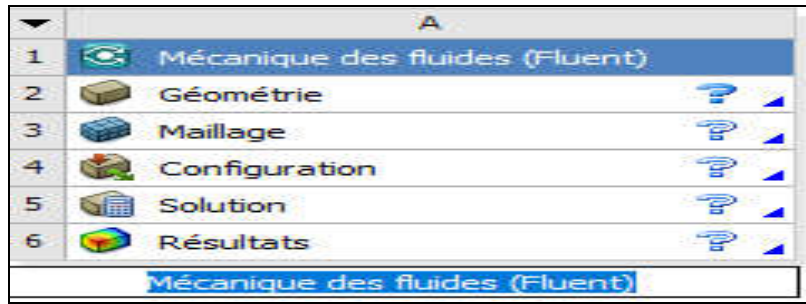 A
1 Mécanique des fluides (Fluent)
2 Géométrie ?
3 Maillage ?
4 Configuration ?
5 Solution ?
6 Résultats ?
Mécanique des fluides (Fluent)